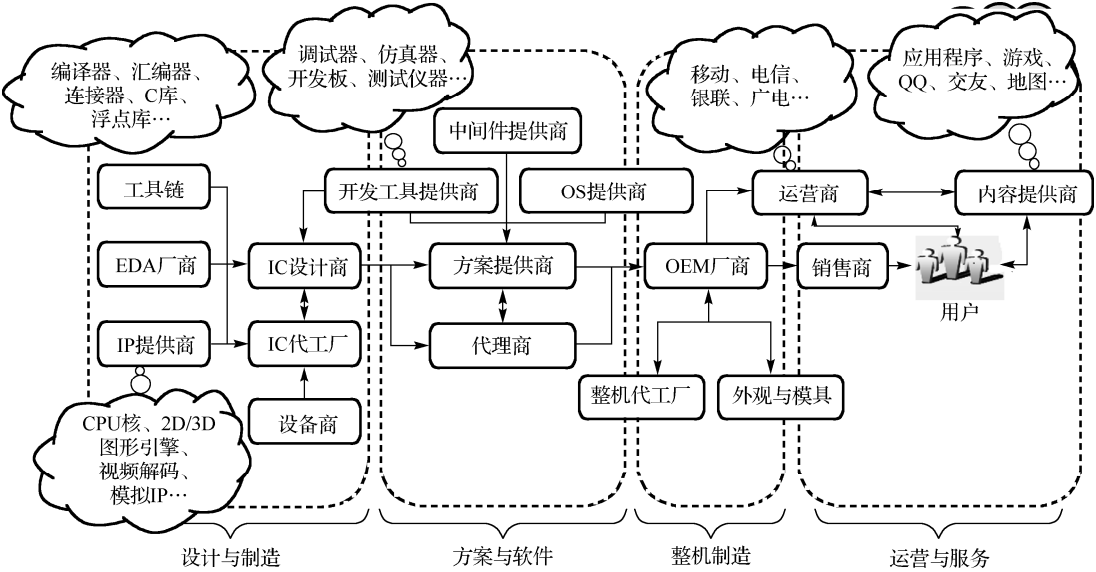 编译器、汇编器、
连接器、C库、
浮点库…
调试器、仿真器、
开发板、测试仪器…
移动、电信、
银联、广电…
应用程序、游戏、
QQ、交友、地图…
中间件提供商
工具链
开发工具提供商
OS提供商
运营商
内容提供商
EDA厂商
IC设计商
方案提供商
OEM厂商
销售商
用户
IP提供商
IC代工厂
代理商
整机代工厂
外观与模具
设备商
CPU核、2D/3D
图形引擎、
视频解码、
模拟IP…
设计与制造
方案与软件
整机制造
运营与服务